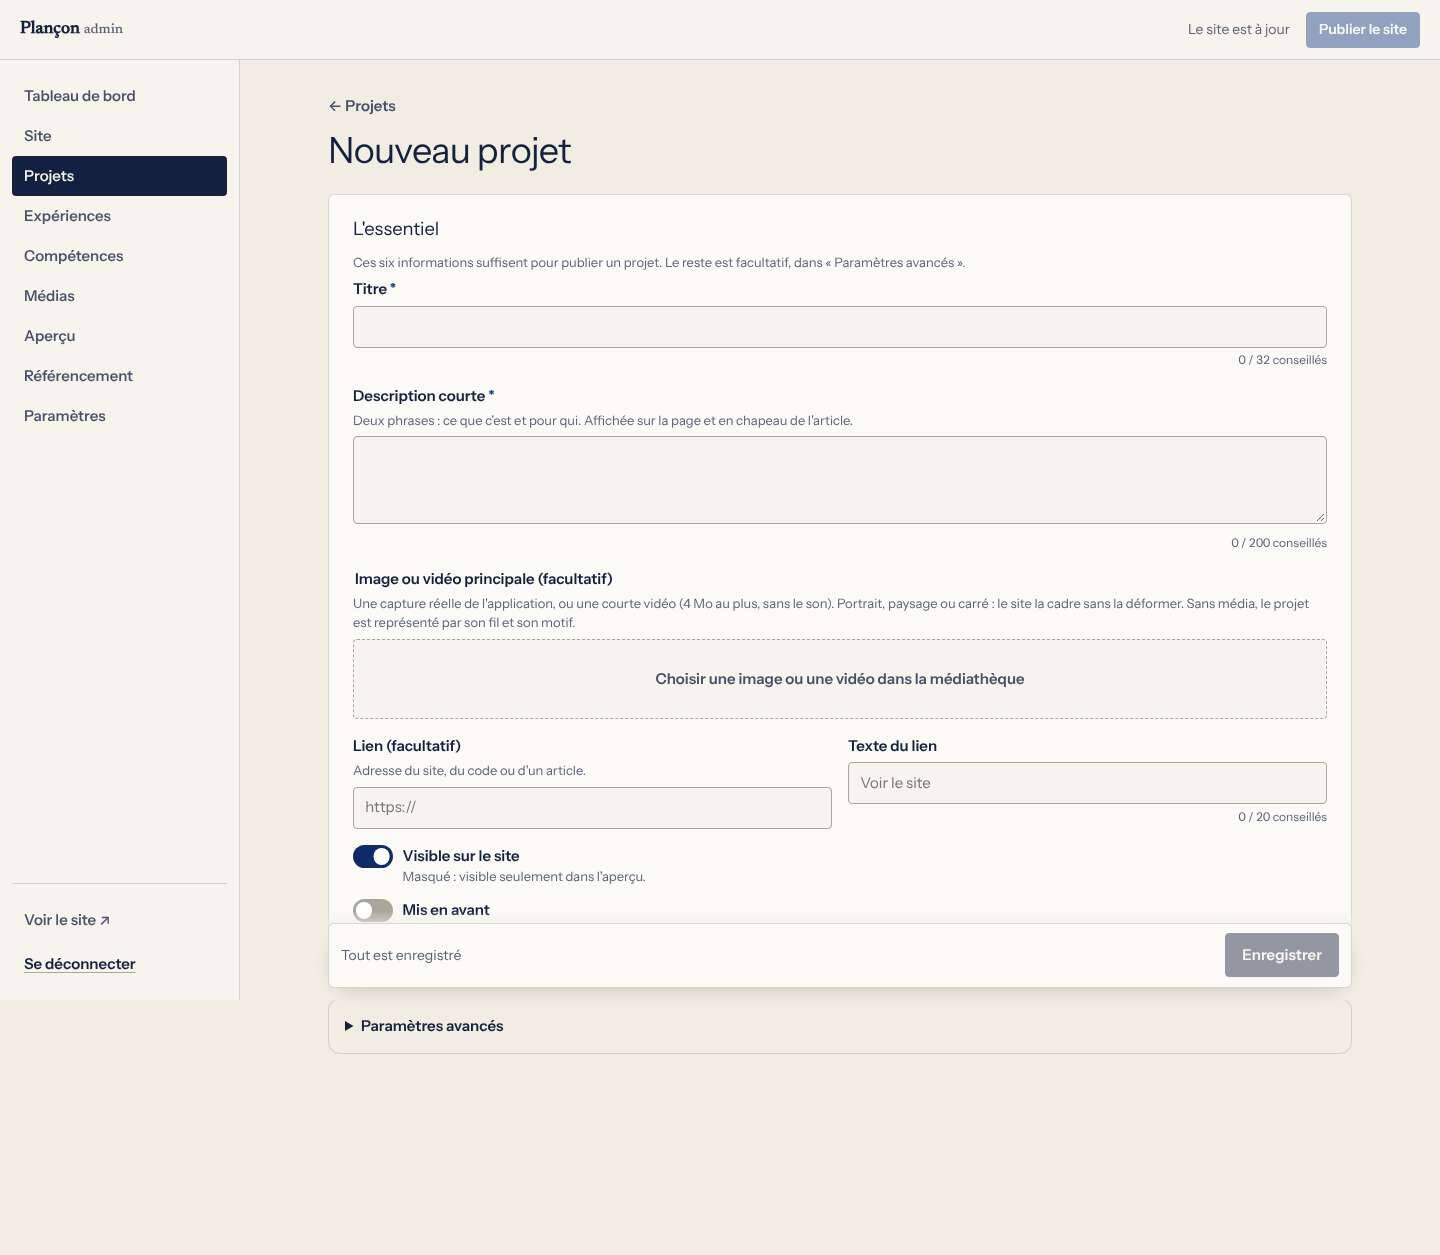 Plançon admin
Le site est à jour
Publier le site
Tableau de bord
Site
Projets
Expériences
Compétences
Médias
Aperçu
Référencement
Paramètres
Voir le site ↗
Se déconnecter
← Projets
Nouveau projet
L'essentiel
Ces six informations suffisent pour publier un projet. Le reste est facultatif, dans « Paramètres avancés ».
Titre *
0 / 32 conseillés
Description courte *
Deux phrases : ce que c'est et pour qui. Affichée sur la page et en chapeau de l'article.
0 / 200 conseillés
Image ou vidéo principale (facultatif)
Une capture réelle de l'application, ou une courte vidéo (4 Mo au plus, sans le son). Portrait, paysage ou carré : le site la cadre sans la déformer. Sans média, le projet
est représenté par son fil et son motif.
Choisir une image ou une vidéo dans la médiathèque
Lien (facultatif)
Adresse du site, du code ou d'un article.
https://
Texte du lien
Voir le site
0 / 20 conseillés
Visible sur le site
Masqué : visible seulement dans l'aperçu.
Mis en avant
Tout est enregistré
Enregistrer
▶ Paramètres avancés